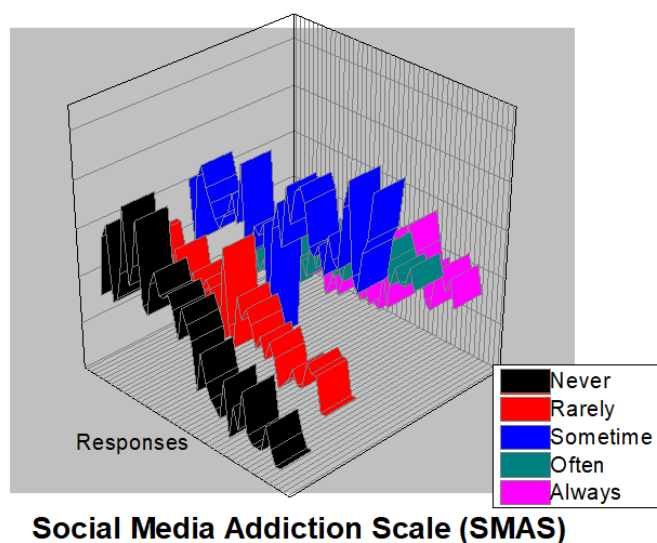 Responses
Never
Rarely
Sometime
Often
Always
Social Media Addiction Scale (SMAS)